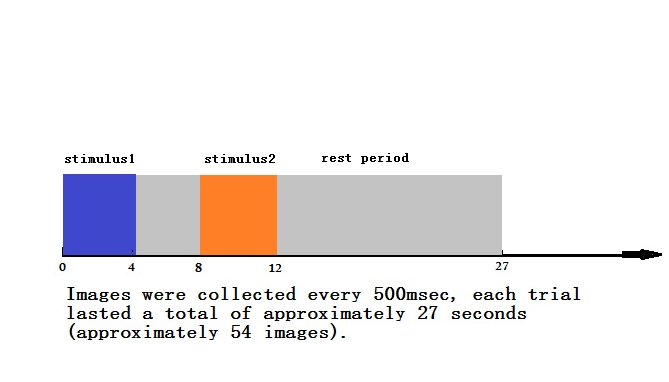 stimulus1 stimulus2 rest period
0 4 8 12 27
Images were collected every 500msec, each trial
lasted a total of approximately 27 seconds
(approximately 54 images).